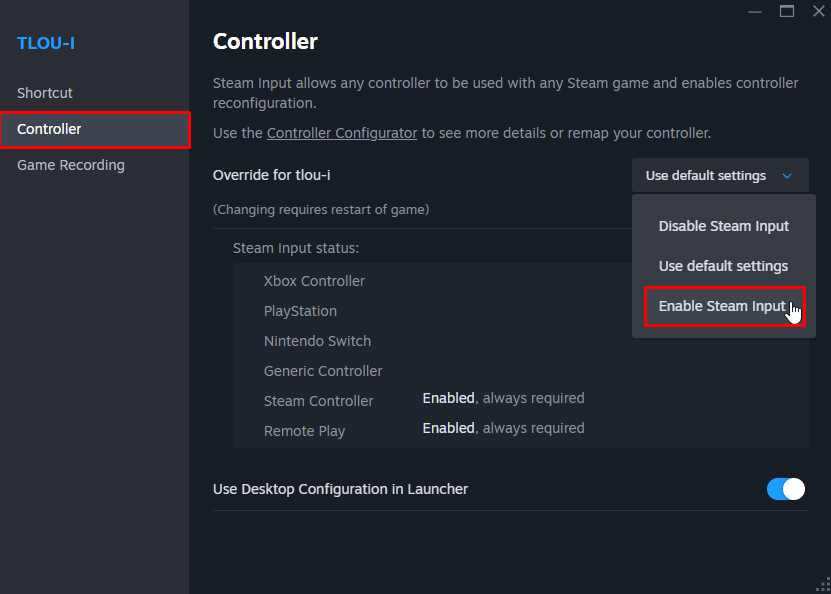 TLOU-I
Shortcut
Controller
Game Recording
Controller
Steam Input allows any controller to be used with any Steam game and enables controller
reconfiguration.
Use the Controller Configurator to see more details or remap your controller.
Override for tlou-i
Use default settings
(Changing requires restart of game)
Disable Steam Input
Use default settings
Enable Steam Input
Steam Input status:
Xbox Controller
PlayStation
Nintendo Switch
Generic Controller
Steam Controller Enabled, always required
Remote Play Enabled, always required
Use Desktop Configuration in Launcher